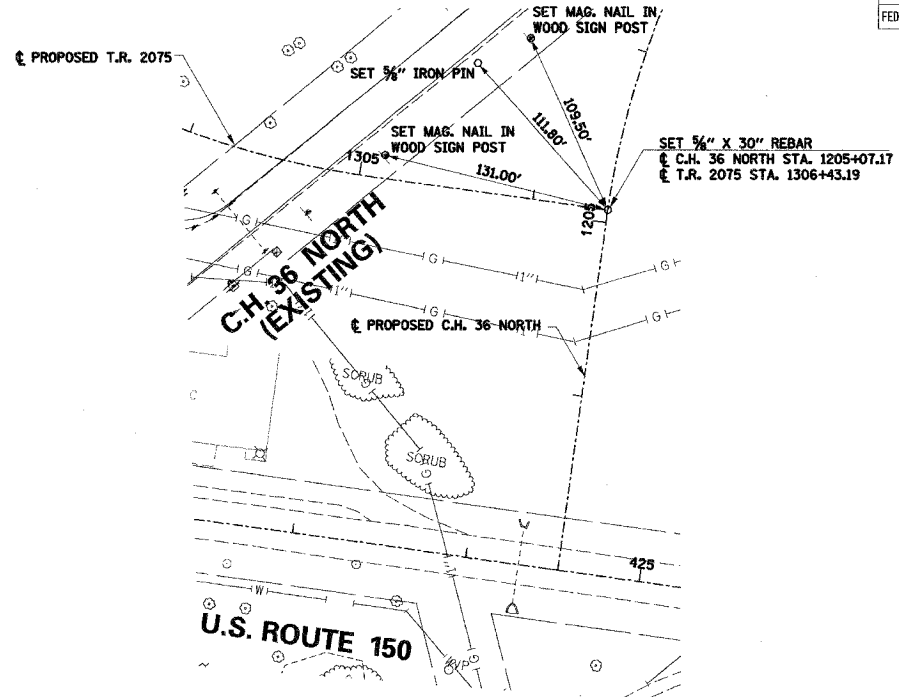 FED
SET MAG. NAIL IN
WOOD SIGN POST
℄ PROPOSED T.R. 2075
SET ⅝" IRON PIN
109.50'
111.80'
SET MAG. NAIL IN
WOOD SIGN POST
1305
131.00'
SET ⅝" X 30" REBAR
℄ C.H. 36 NORTH STA. 1205+07.17
℄ T.R. 2075 STA. 1306+43.19
1205
G
G
G
1"
G
1"
G
1"
G
C.H. 36 NORTH
(EXISTING)
℄ PROPOSED C.H. 36 NORTH
C
SCRUB
G
SCRUB
G
425
W
U.S. ROUTE 150
G